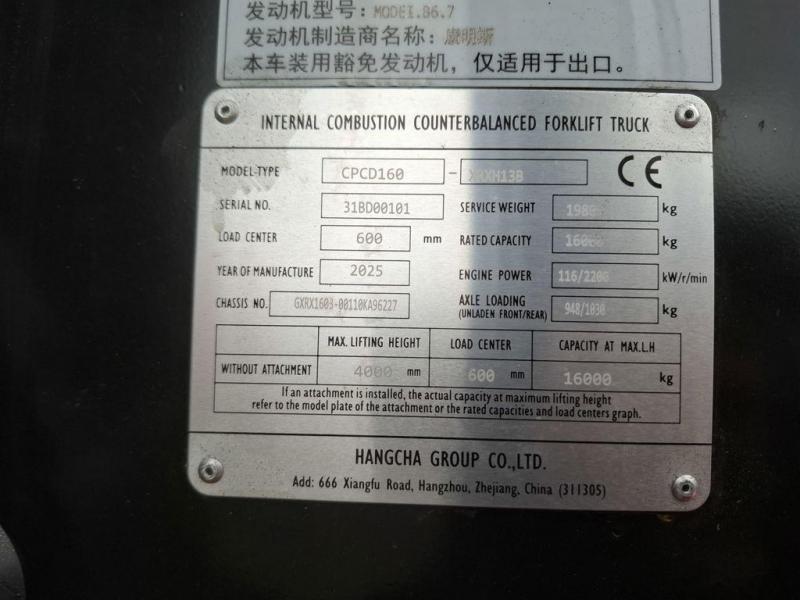 发动机型号：MODEL.B6.7
发动机制造商名称：康明斯
本车装用豁免发动机，仅适用于出口。
INTERNAL COMBUSTION COUNTERBALANCED FORKLIFT TRUCK
MODEL-TYPE CPCD160 - CE
SERIAL NO. 31BD00101 SERVICE WEIGHT kg
LOAD CENTER 600 mm RATED CAPACITY 16000 kg
YEAR OF MANUFACTURE 2025 ENGINE POWER 116/2200 kW/r/min
CHASSIS NO. GXRX1603-00110KA96227 AXLE LOADING kg
(UNLADEN FRONT/REAR)
MAX. LIFTING HEIGHT LOAD CENTER CAPACITY AT MAX.L.H
WITHOUT ATTACHMENT 4000 mm 600 mm 16000 kg
If an attachment is installed, the actual capacity at maximum lifting height
refer to the model plate of the attachment or the rated capacities and load centers graph.
HANGCHA GROUP CO.,LTD.
Add: 666 Xiangfu Road, Hangzhou, Zhejiang, China (311305)